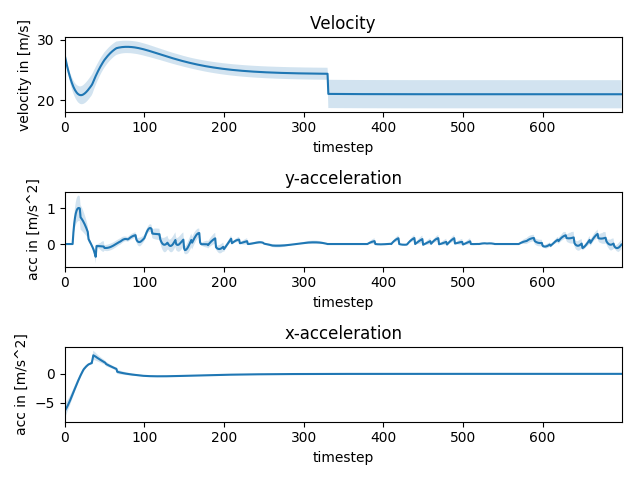 Velocity
velocity in [m/s]
30
20
0 100 200 300 400 500 600
timestep
y-acceleration
acc in [m/s^2]
1
0
0 100 200 300 400 500 600
timestep
x-acceleration
acc in [m/s^2]
0
−5
0 100 200 300 400 500 600
timestep